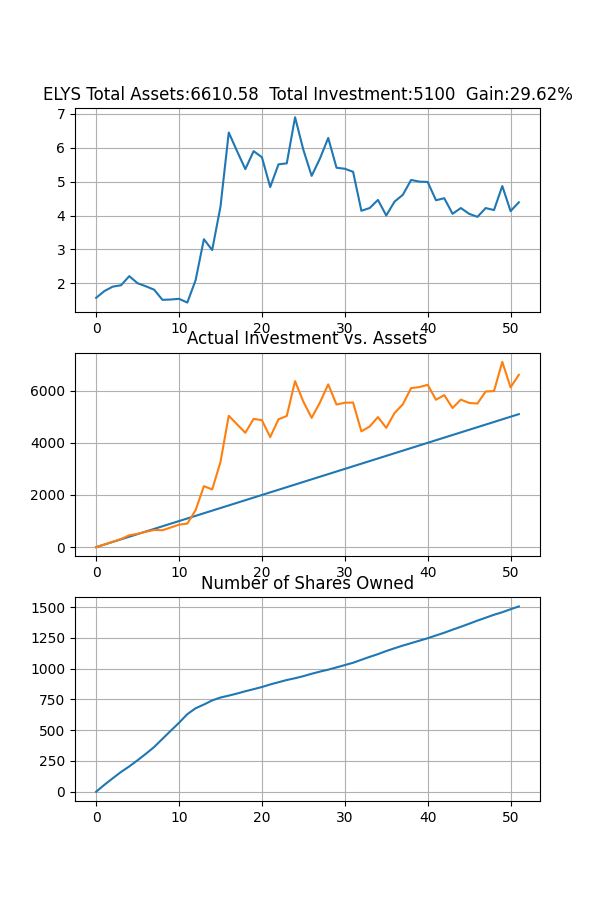 ELYS Total Assets:6610.58  Total Investment:5100  Gain:29.62%
7
6
5
4
3
2
0 10 20 30 40 50
Actual Investment vs. Assets
6000
4000
2000
0
0 10 20 30 40 50
Number of Shares Owned
1500
1250
1000
750
500
250
0
0 10 20 30 40 50